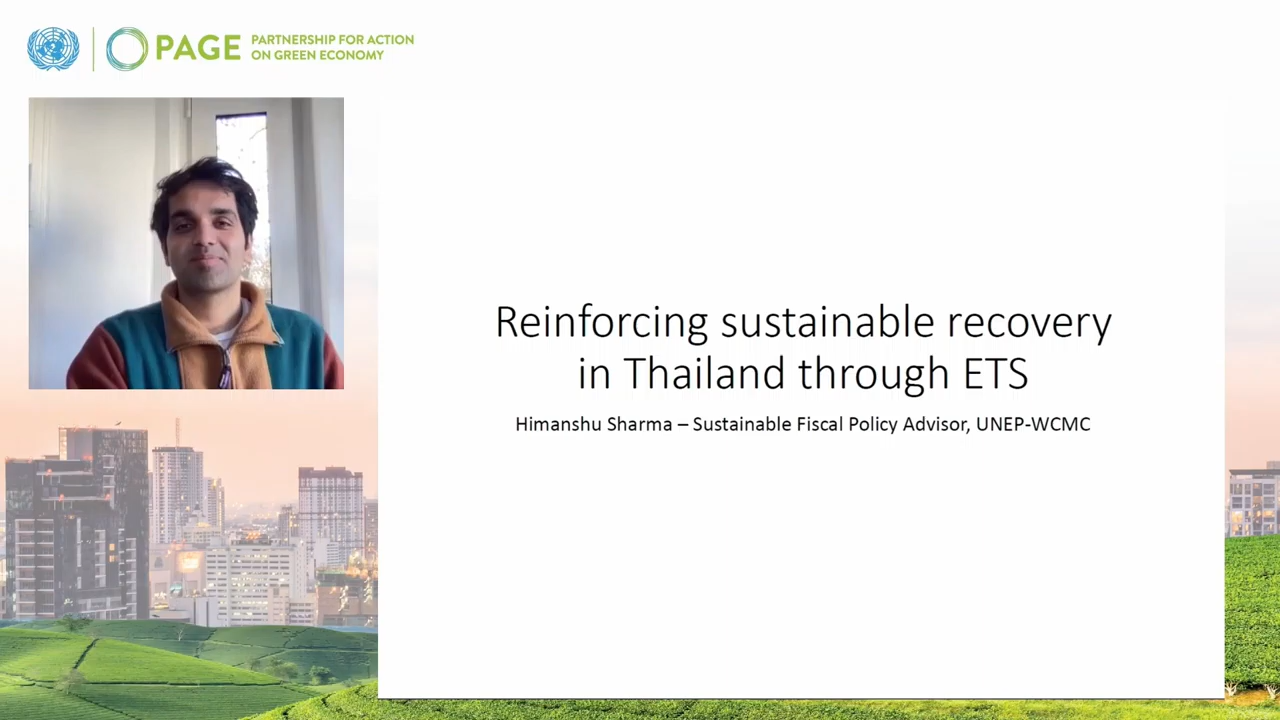 PAGE
PARTNERSHIP FOR ACTION
ON GREEN ECONOMY
Reinforcing sustainable recovery
in Thailand through ETS
Himanshu Sharma – Sustainable Fiscal Policy Advisor, UNEP-WCMC